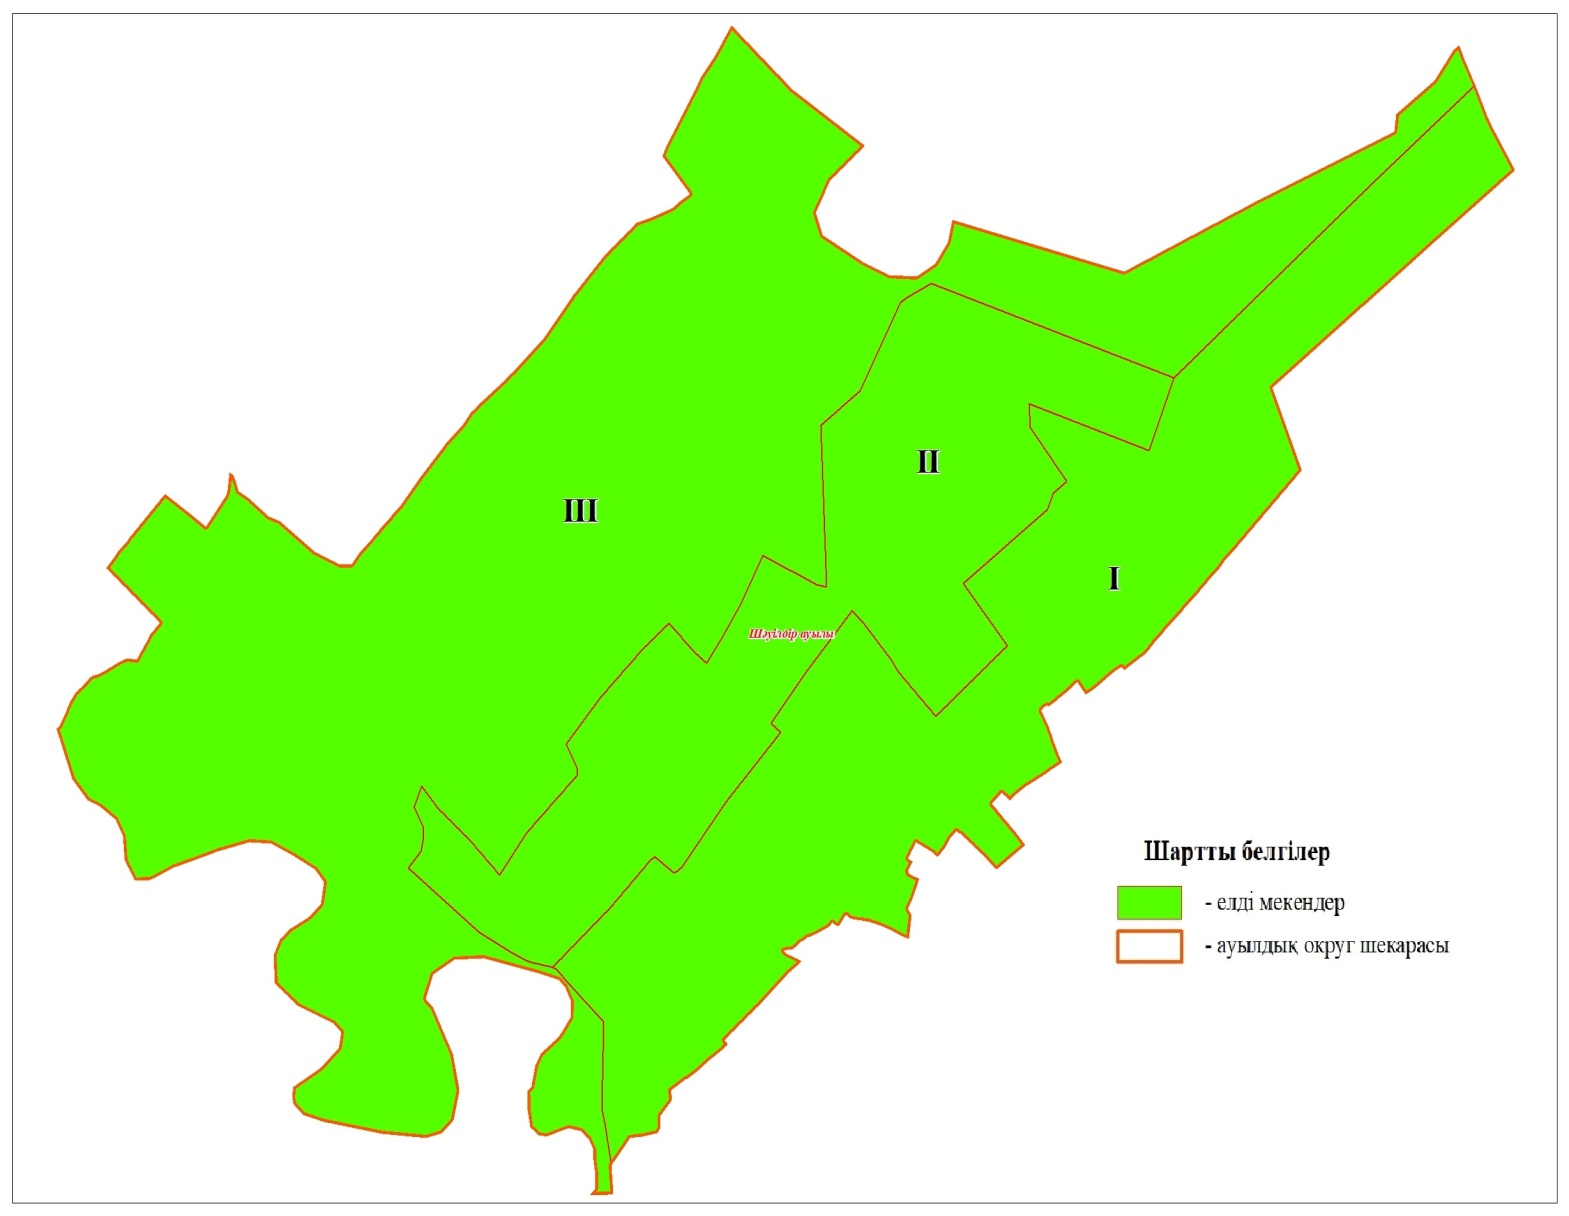 II
III
I
Шәуілдір ауылы
Шартты белгілер
- елді мекендер
- ауылдық округ шекарасы